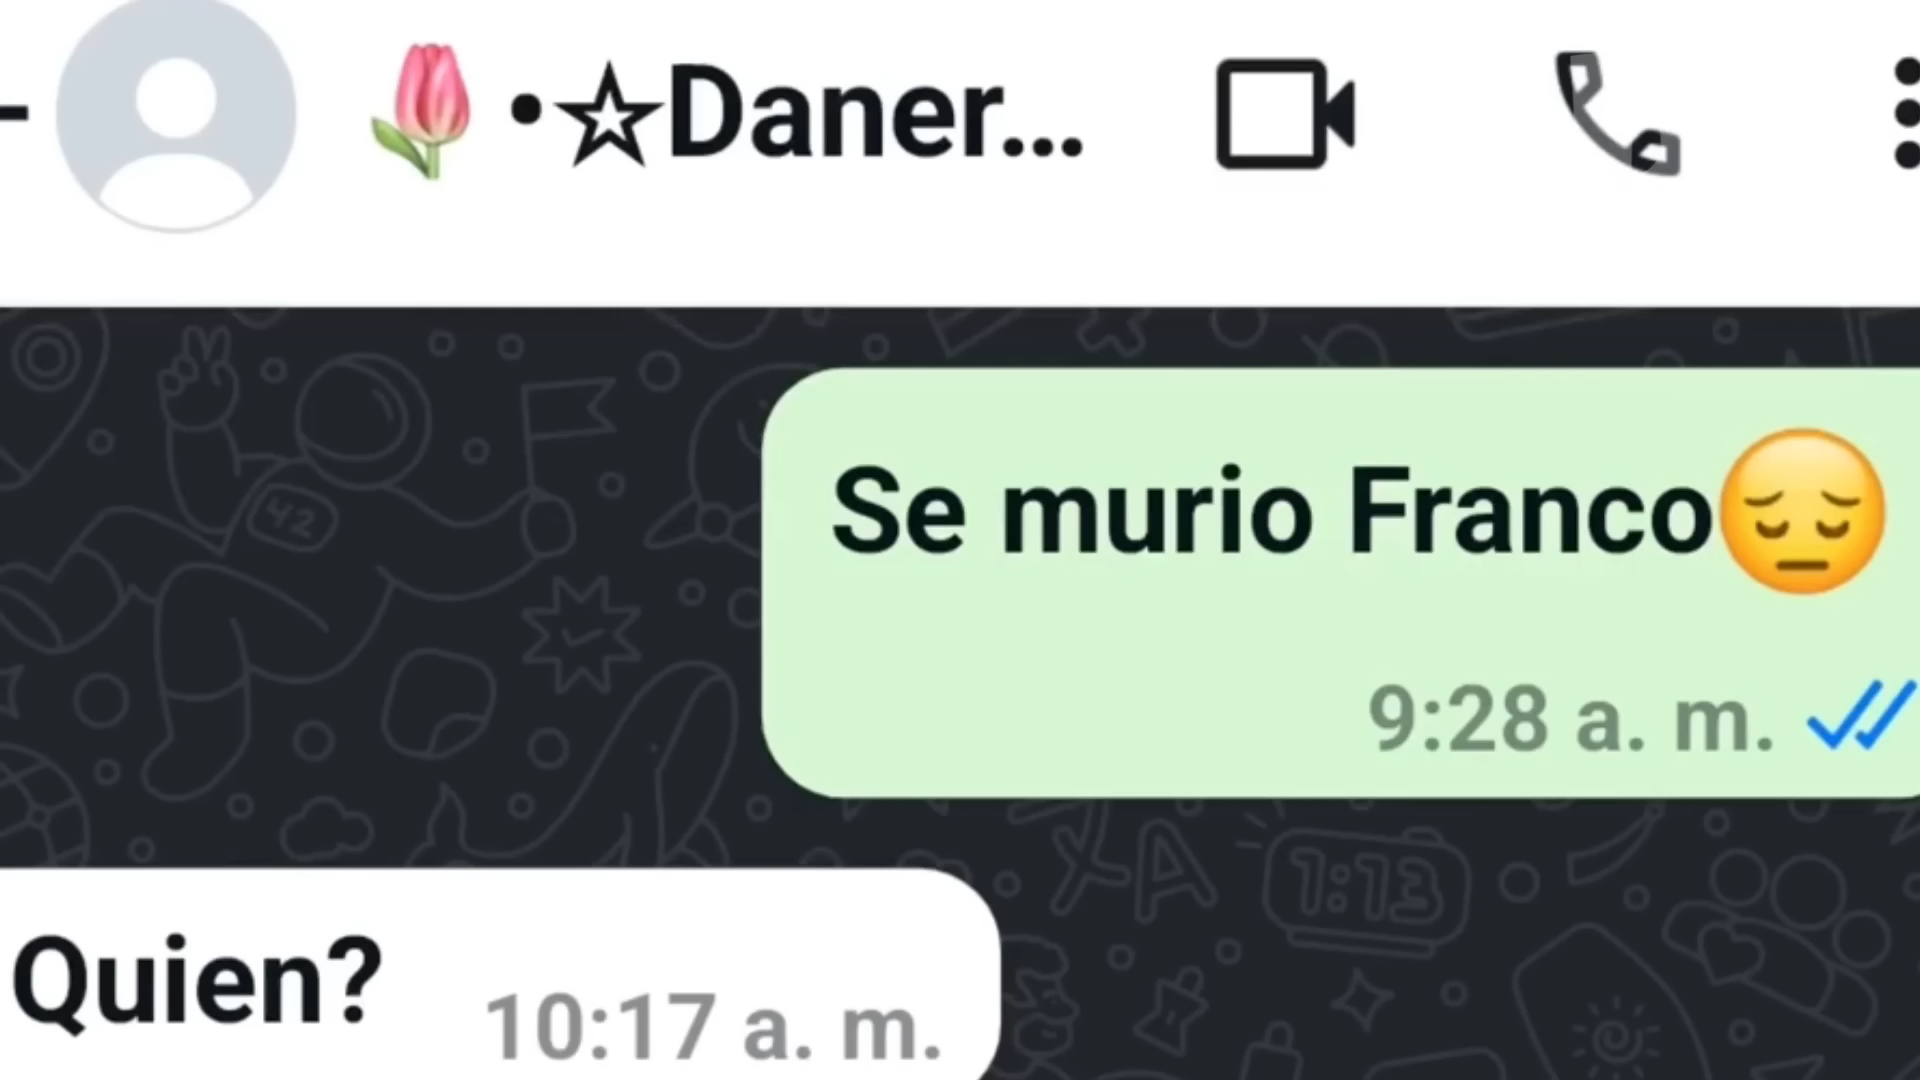 🌷 •☆Daner...
Se murio Franco😔
9:28 a. m.
Quien?
10:17 a. m.